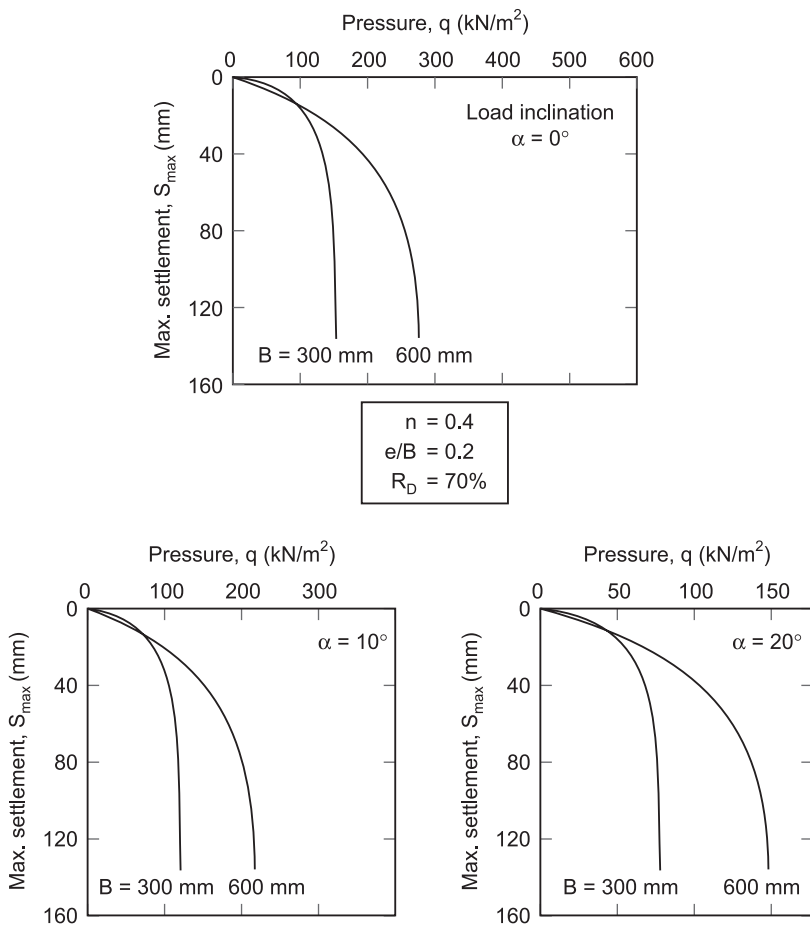 Pressure, q (kN/m²)
0 100 200 300 400 500 600
0
40
80
120
160
Max. settlement, S_max (mm)
Load inclination
α = 0°
B = 300 mm 600 mm
n = 0.4
e/B = 0.2
R_D = 70%
Pressure, q (kN/m²)
0 100 200 300
0
40
80
120
160
Max. settlement, S_max (mm)
α = 10°
B = 300 mm 600 mm
Pressure, q (kN/m²)
0 50 100 150
0
40
80
120
160
Max. settlement, S_max (mm)
α = 20°
B = 300 mm 600 mm